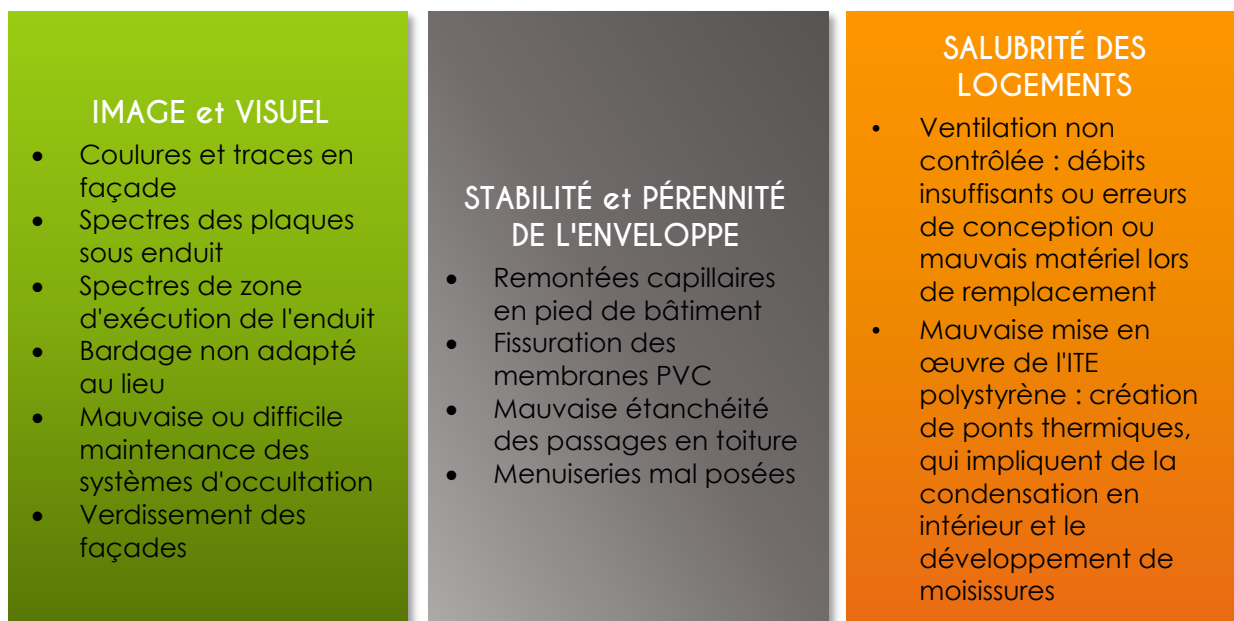 IMAGE et VISUEL
• Coulures et traces en
façade
• Spectres des plaques
sous enduit
• Spectres de zone
d'exécution de l'enduit
• Bardage non adapté
au lieu
• Mauvaise ou difficile
maintenance des
systèmes d'occultation
• Verdissement des
façades
STABILITÉ et PÉRENNITÉ
DE L'ENVELOPPE
• Remontées capillaires
en pied de bâtiment
• Fissuration des
membranes PVC
• Mauvaise étanchéité
des passages en toiture
• Menuiseries mal posées
SALUBRITÉ DES
LOGEMENTS
• Ventilation non
contrôlée : débits
insuffisants ou erreurs
de conception ou
mauvais matériel lors
de remplacement
• Mauvaise mise en
œuvre de l'ITE
polystyrène : création
de ponts thermiques,
qui impliquent de la
condensation en
intérieur et le
développement de
moisissures